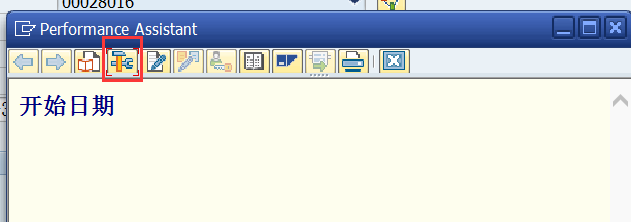 00028016
Performance Assistant
开始日期